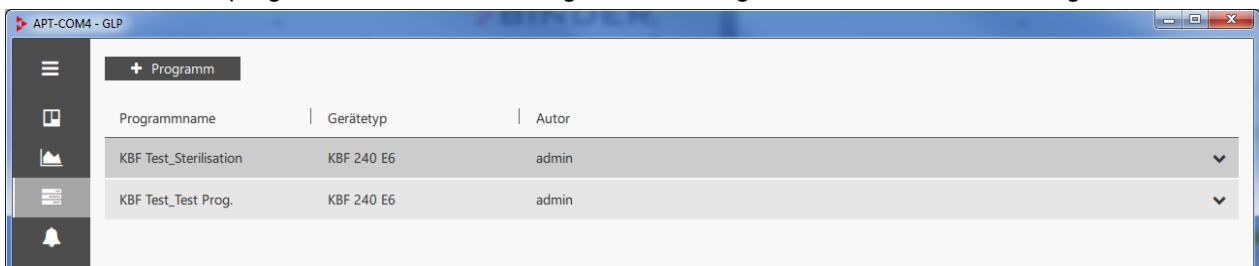 APT-COM4 - GLP
BINDER
+ Programm
Programmname Gerätetyp Autor
KBF Test_Sterilisation KBF 240 E6 admin
KBF Test_Test Prog. KBF 240 E6 admin